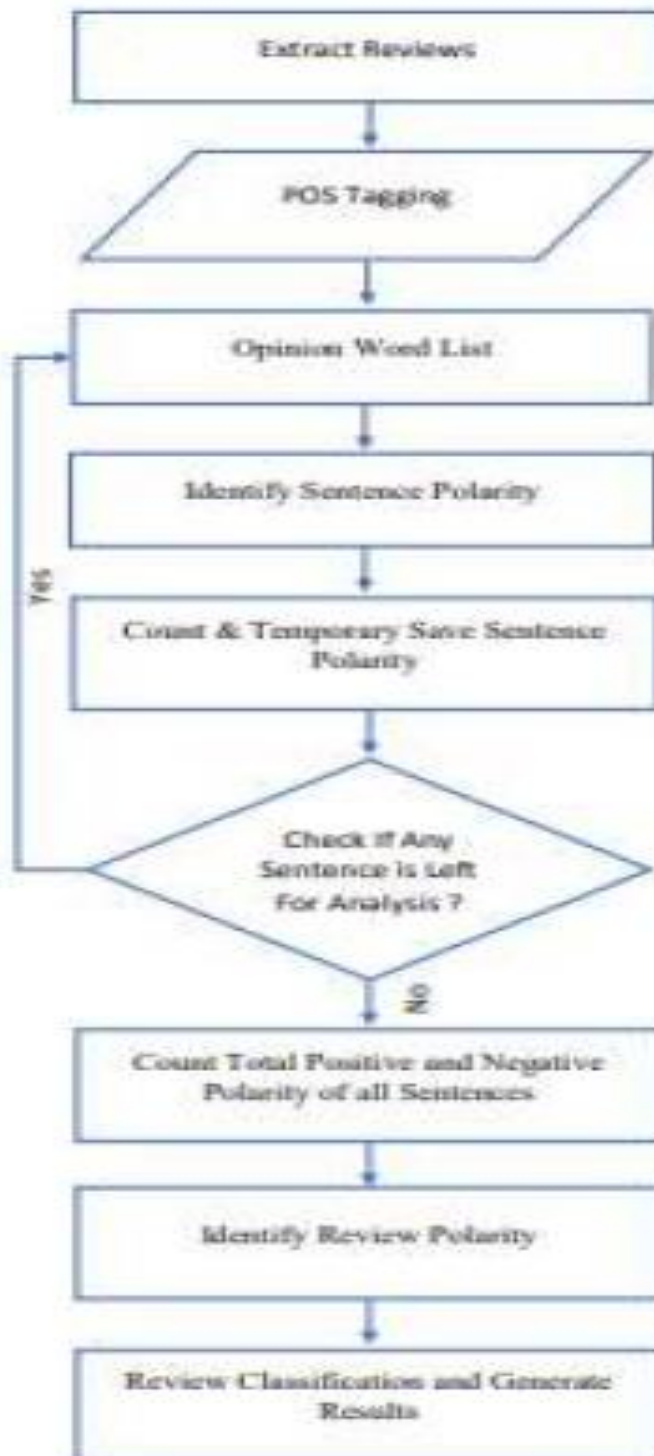 Extract Reviews
POS Tagging
Opinion Word List
Identify Sentence Polarity
Yes
Count & Temporary Save Sentence
Polarity
Check If Any
Sentence is Left
For Analysis ?
No
Count Total Positive and Negative
Polarity of all Sentences
Identify Review Polarity
Review Classification and Generate
Results